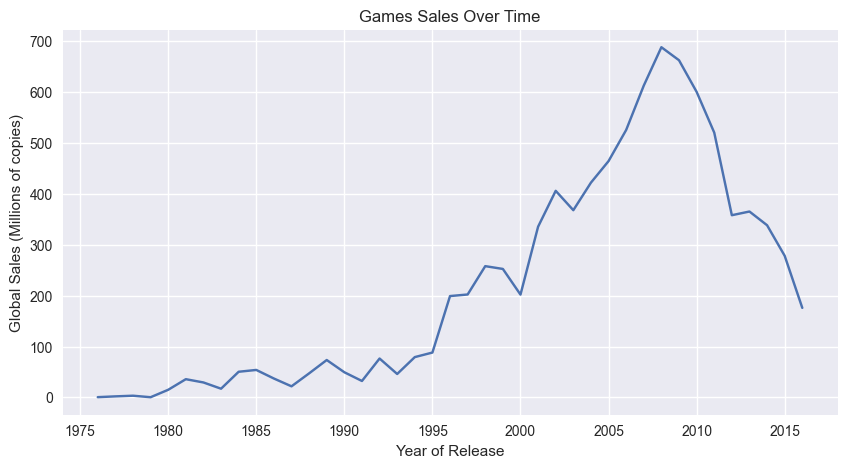 Games Sales Over Time
Global Sales (Millions of copies)
700
600
500
400
300
200
100
0
1975 1980 1985 1990 1995 2000 2005 2010 2015
Year of Release